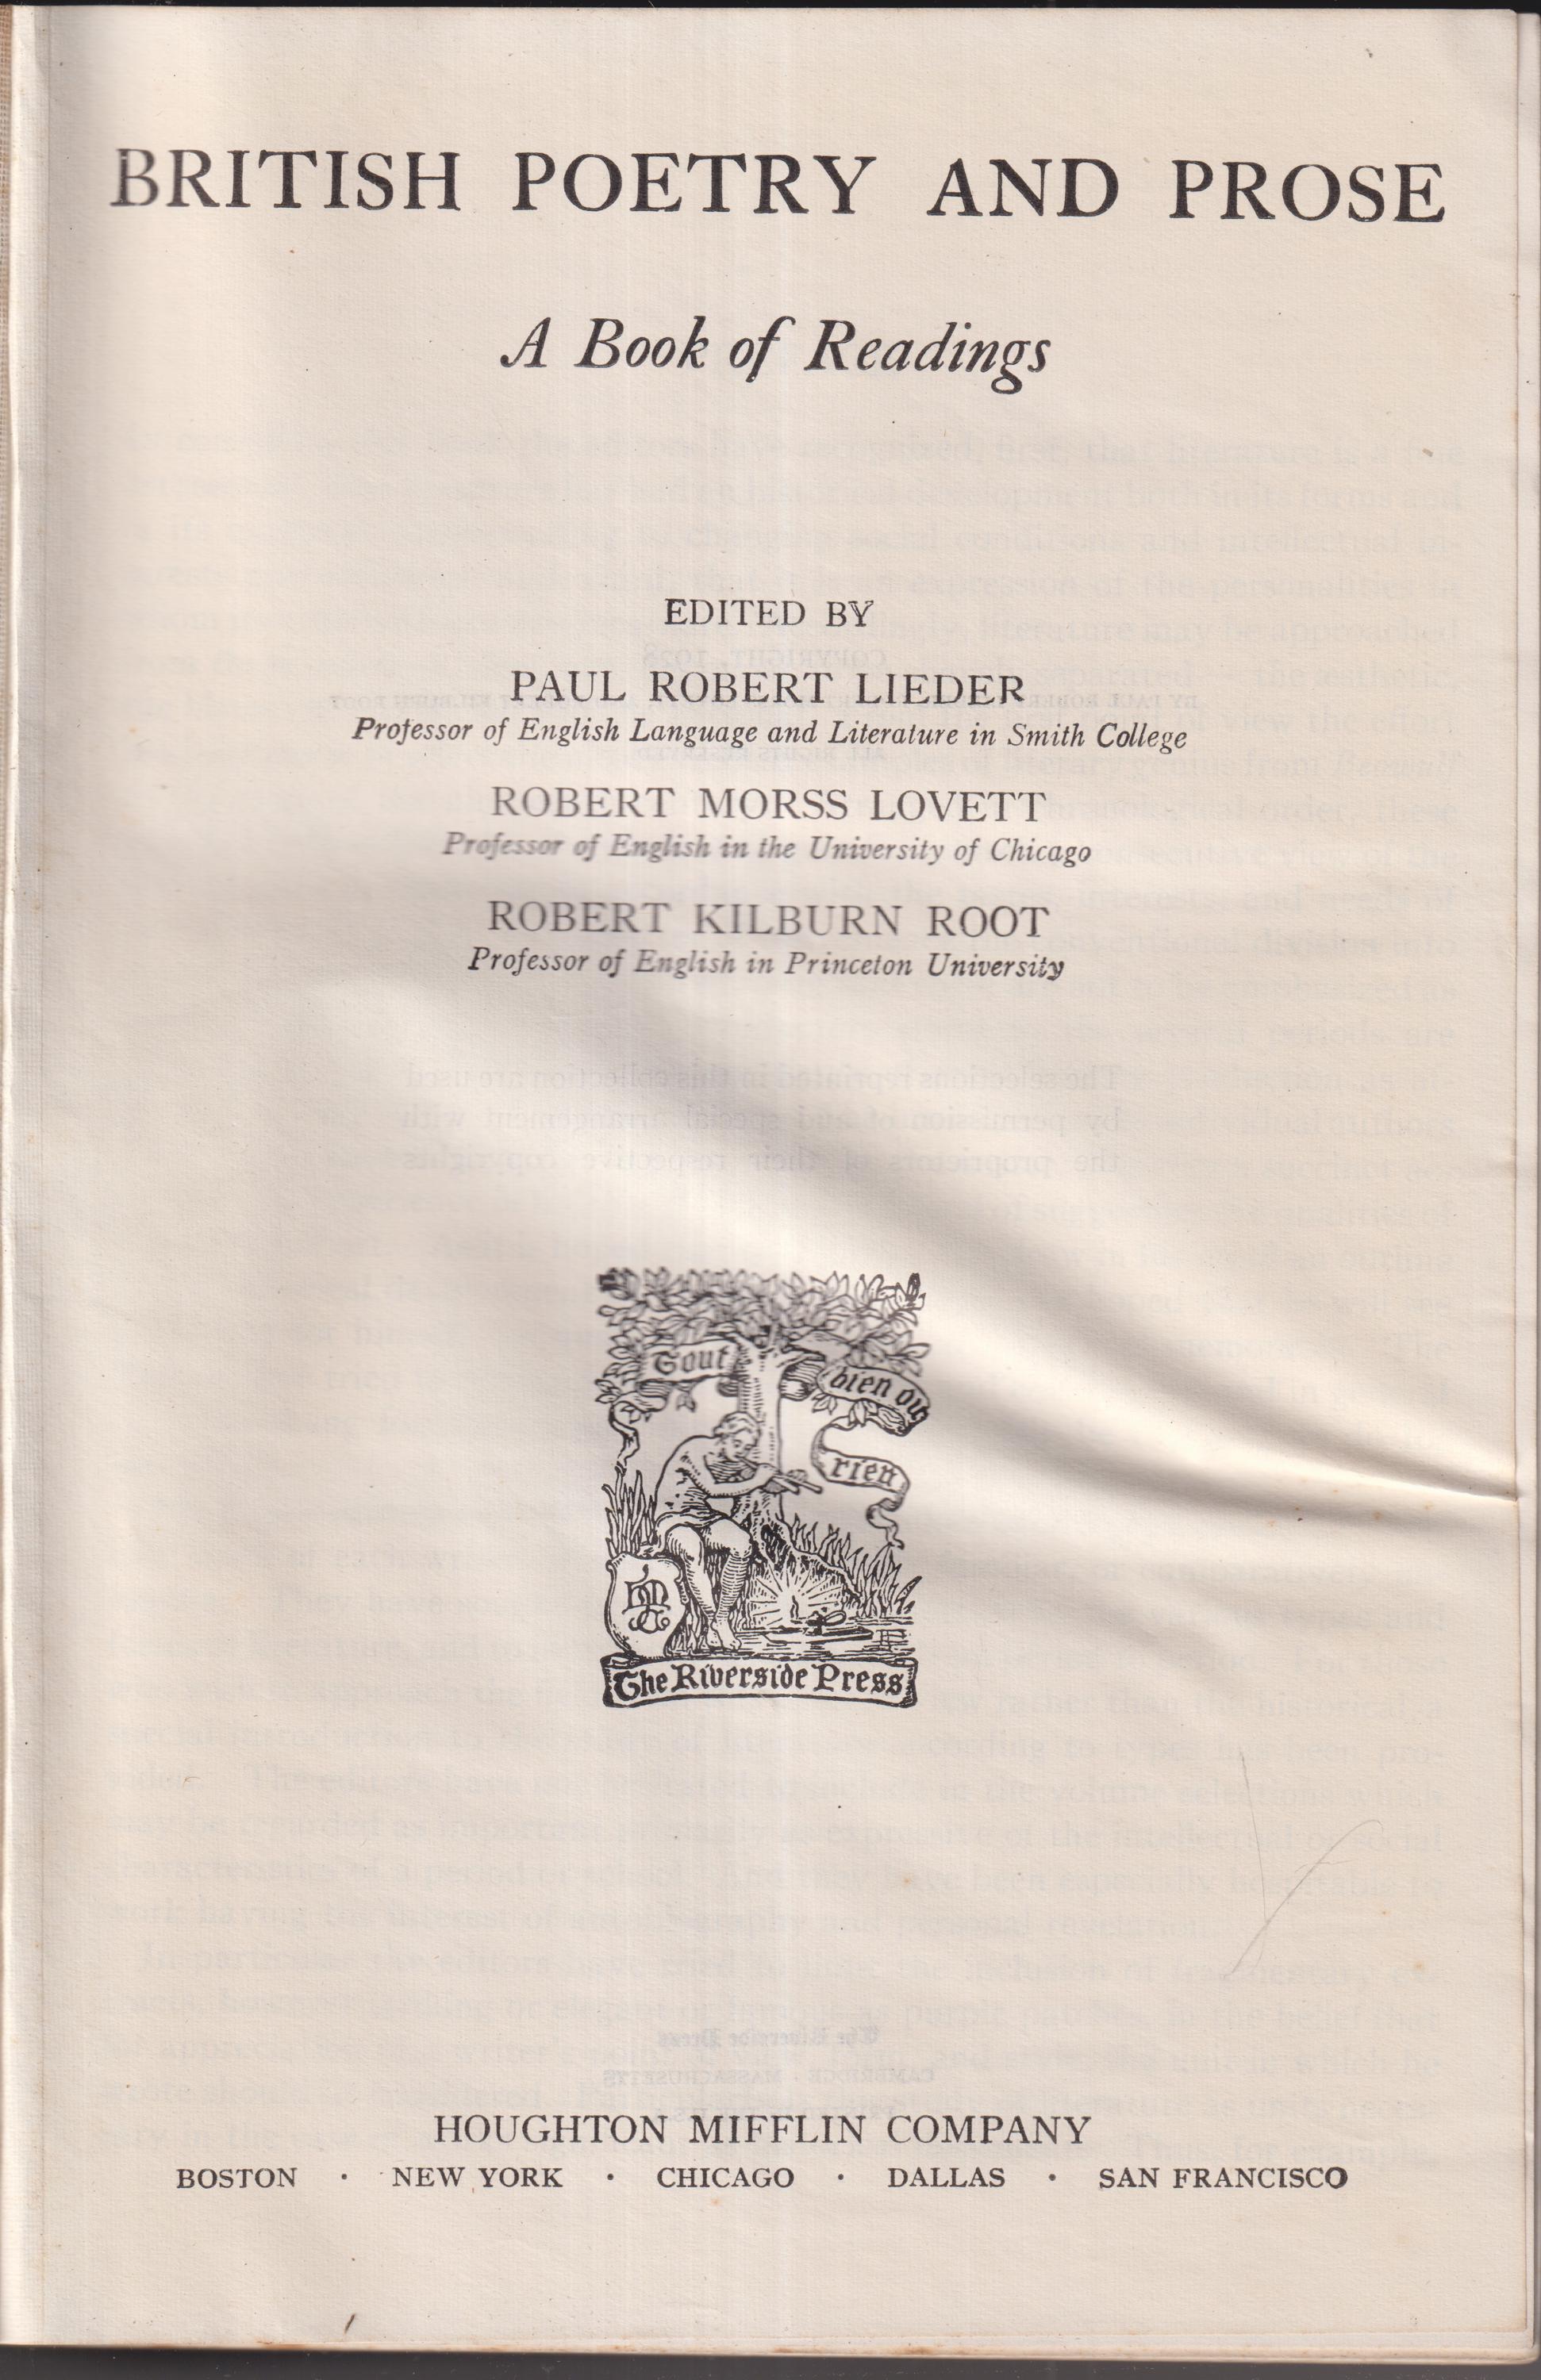 BRITISH POETRY AND PROSE
A Book of Readings
EDITED BY
PAUL ROBERT LIEDER
Professor of English Language and Literature in Smith College
ROBERT MORSS LOVETT
Professor of English in the University of Chicago
ROBERT KILBURN ROOT
Professor of English in Princeton University
Tout
bien ou
rien
The Riverside Press
HOUGHTON MIFFLIN COMPANY
BOSTON · NEW YORK · CHICAGO · DALLAS · SAN FRANCISCO